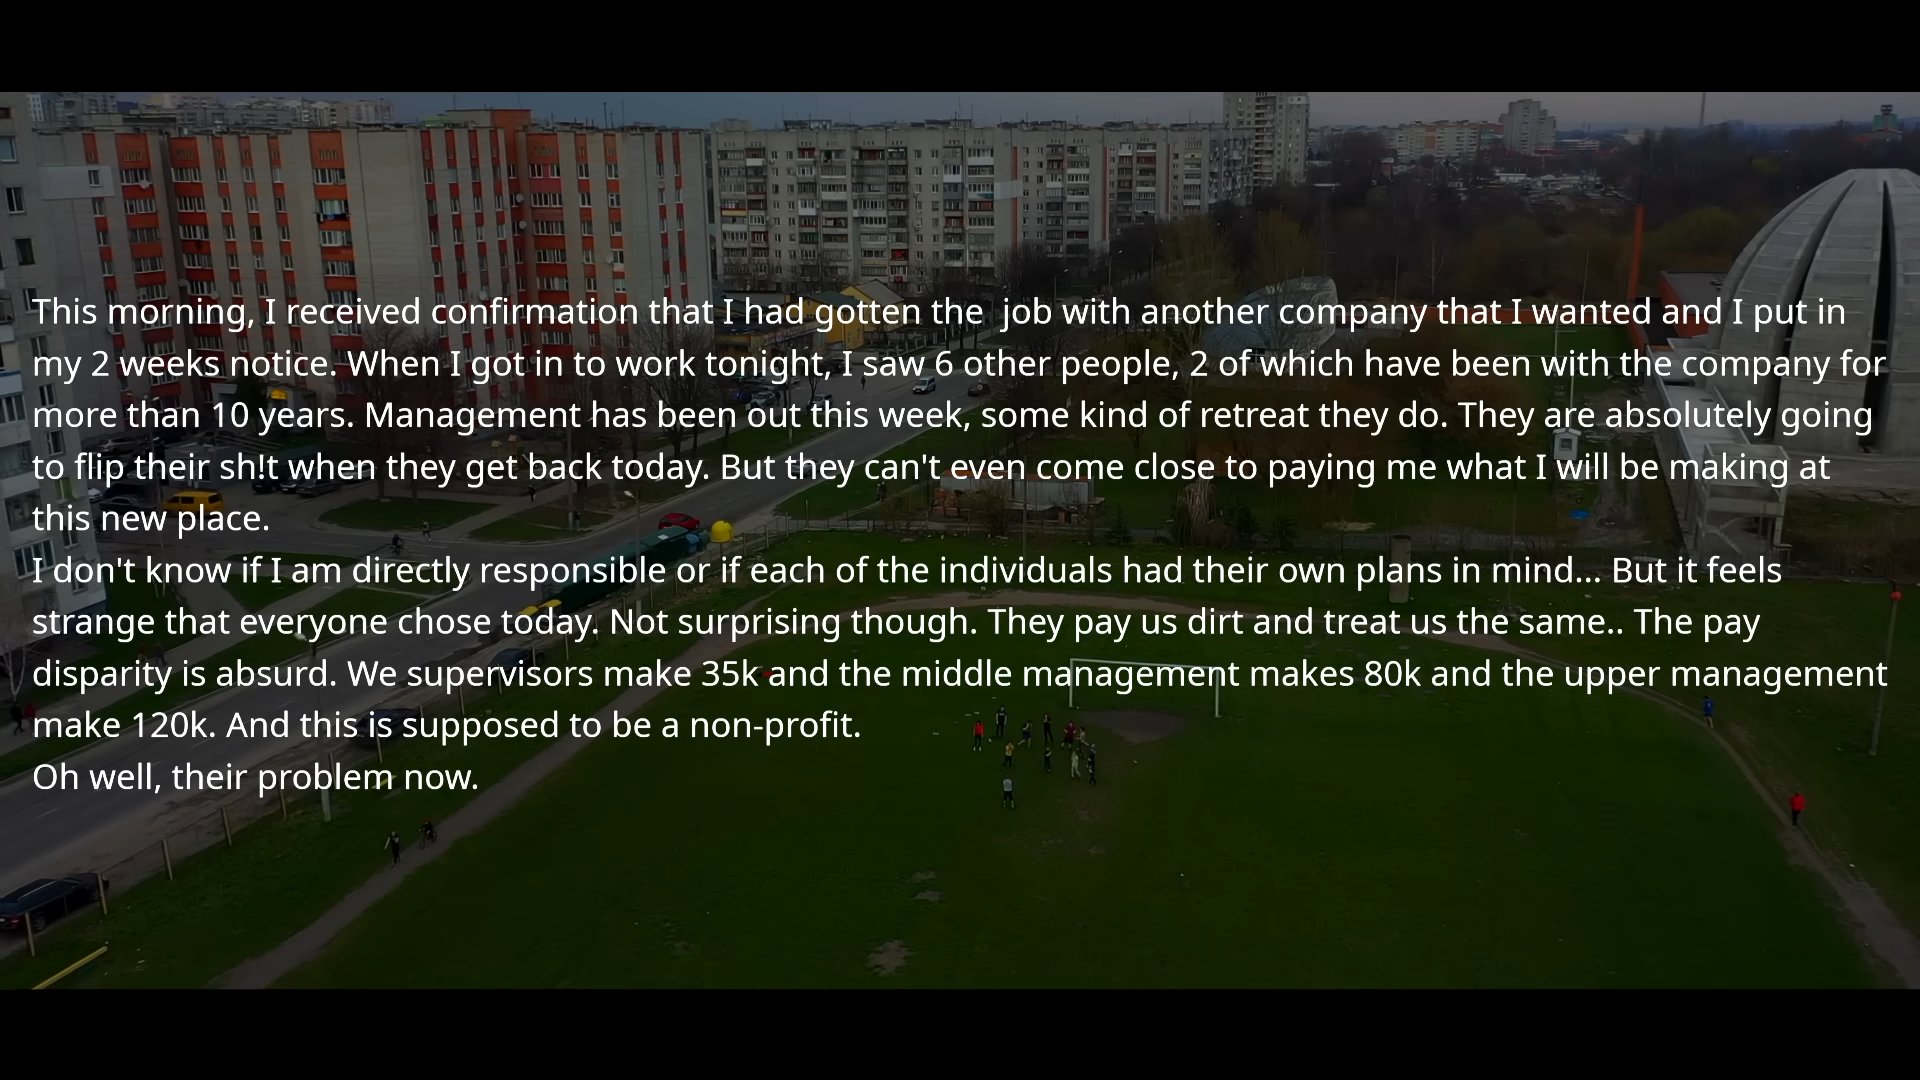 This morning, I received confirmation that I had gotten the  job with another company that I wanted and I put in
my 2 weeks notice. When I got in to work tonight, I saw 6 other people, 2 of which have been with the company for
more than 10 years. Management has been out this week, some kind of retreat they do. They are absolutely going
to flip their sh!t when they get back today. But they can't even come close to paying me what I will be making at
this new place.
I don't know if I am directly responsible or if each of the individuals had their own plans in mind... But it feels
strange that everyone chose today. Not surprising though. They pay us dirt and treat us the same.. The pay
disparity is absurd. We supervisors make 35k and the middle management makes 80k and the upper management
make 120k. And this is supposed to be a non-profit.
Oh well, their problem now.